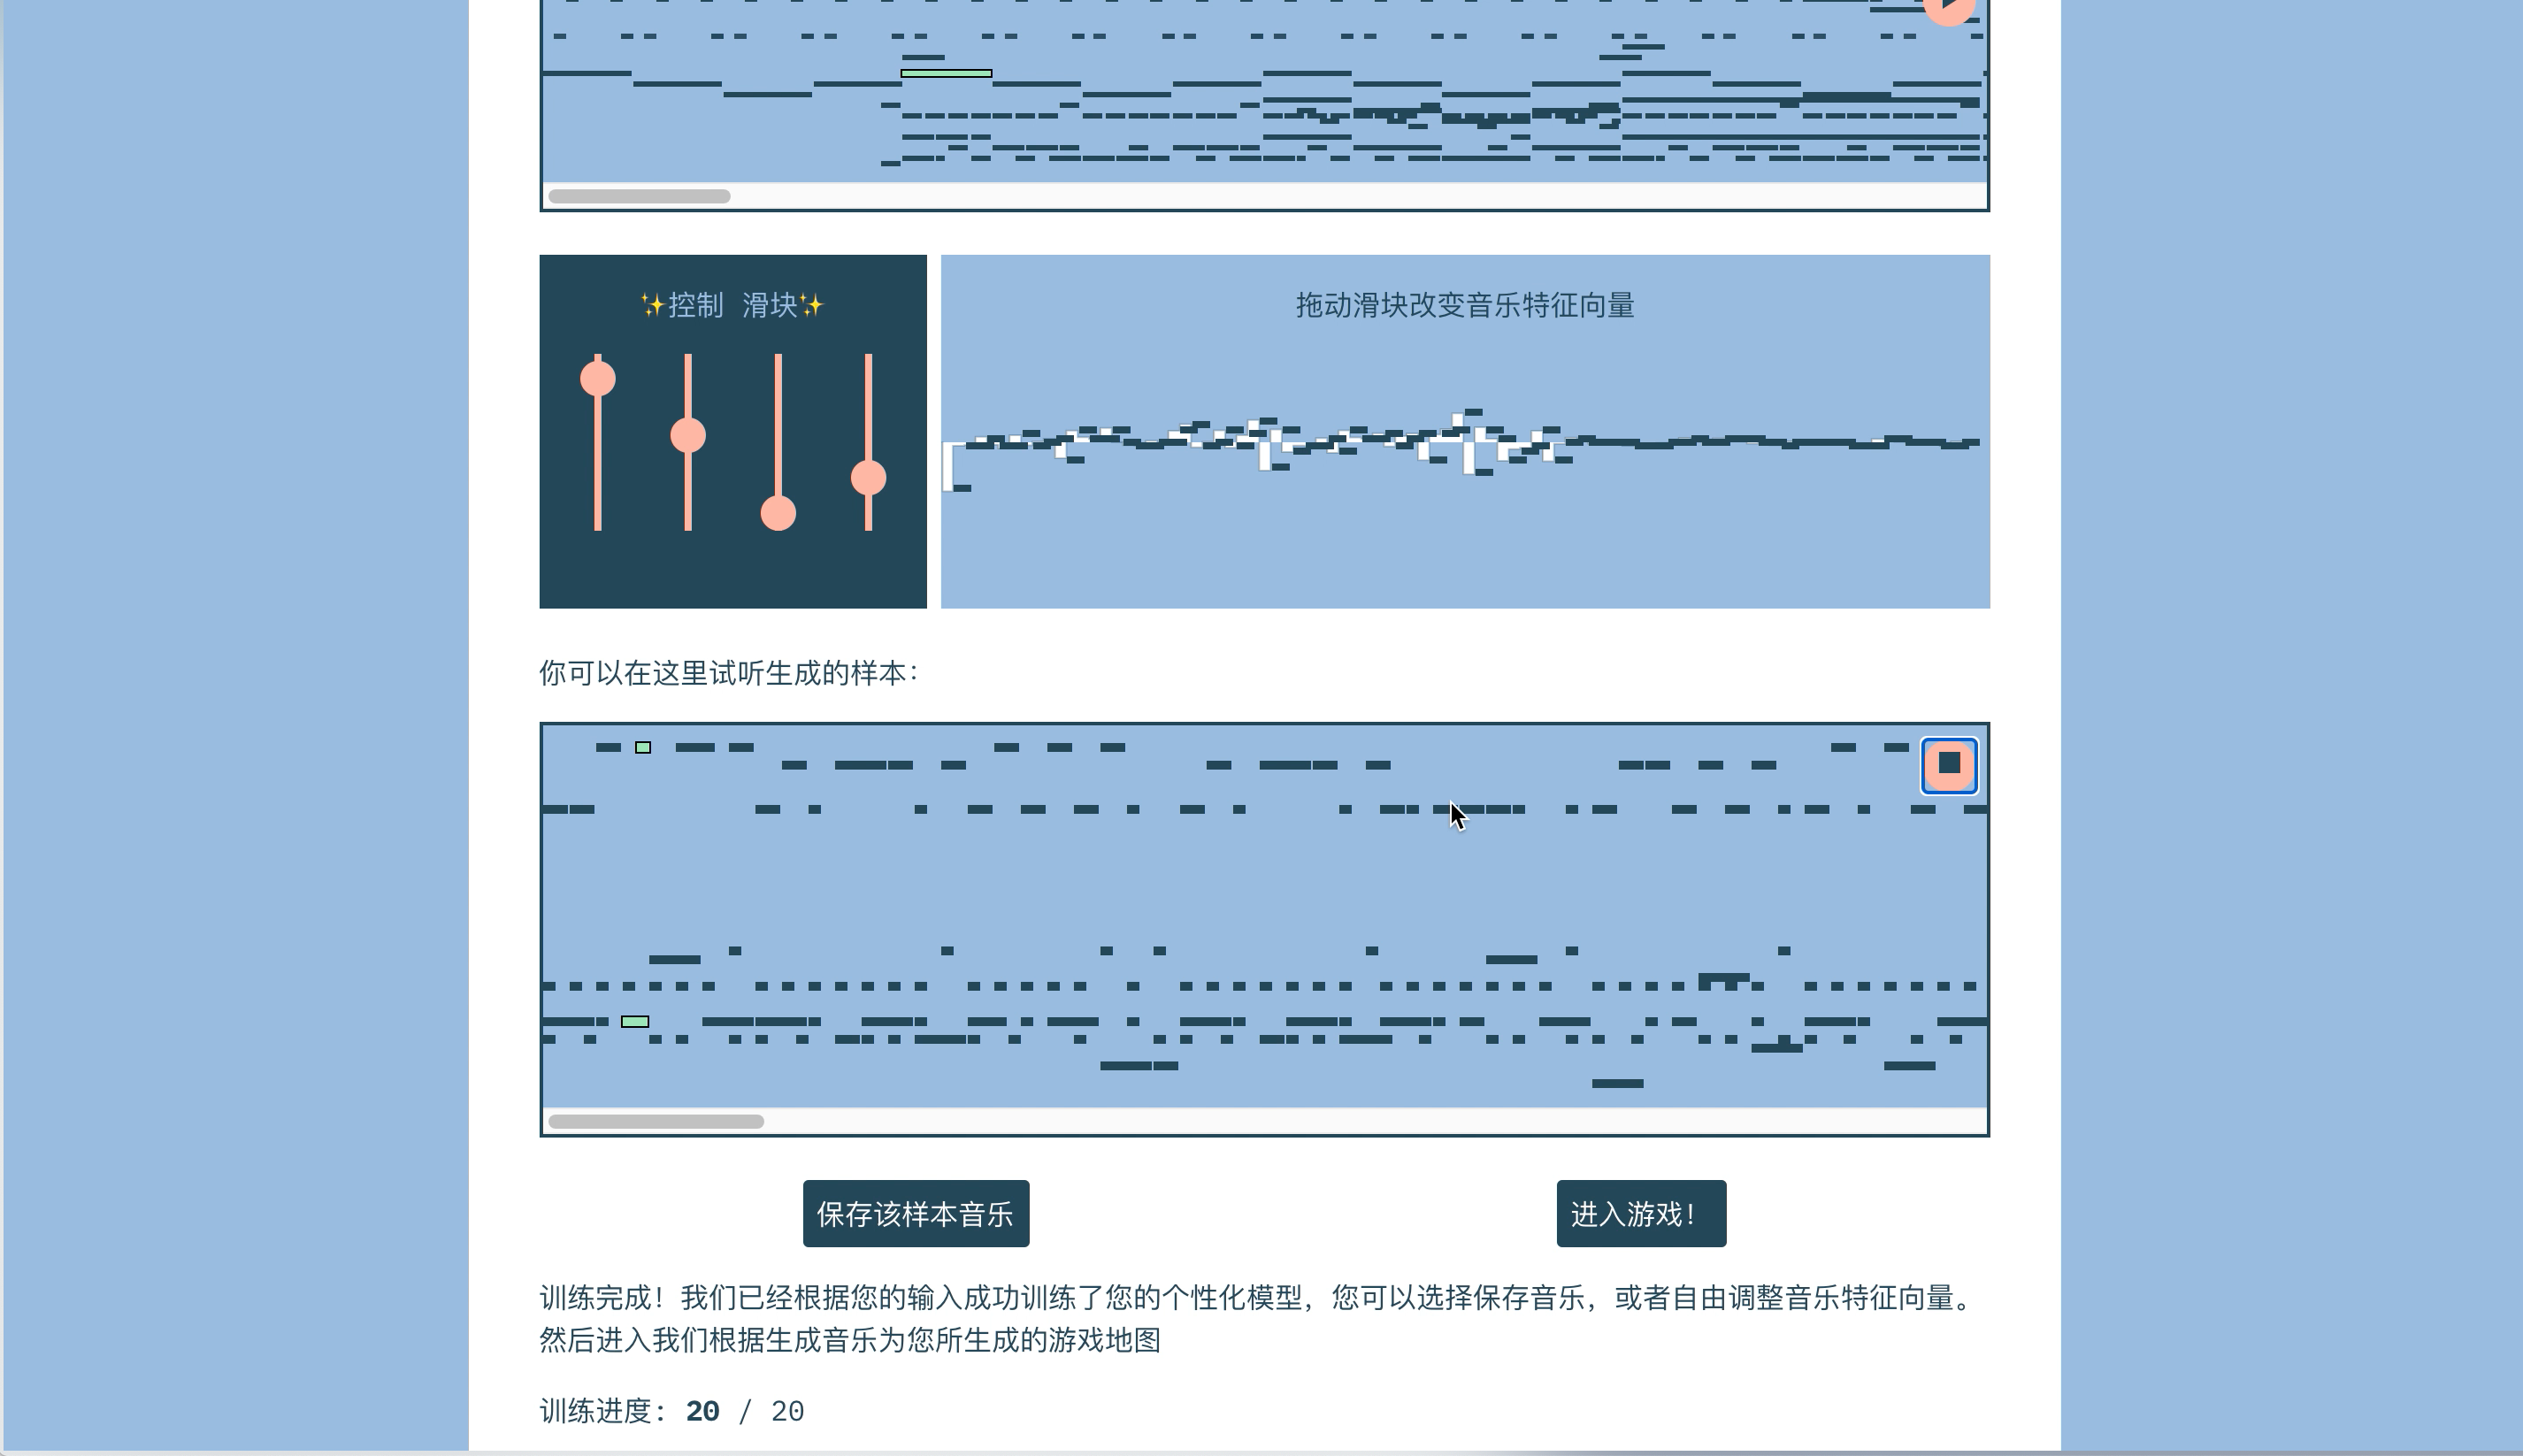 ✨控制 滑块✨
拖动滑块改变音乐特征向量
你可以在这里试听生成的样本:
保存该样本音乐
进入游戏!
训练完成! 我们已经根据您的输入成功训练了您的个性化模型, 您可以选择保存音乐, 或者自由调整音乐特征向量。
然后进入我们根据生成音乐为您所生成的游戏地图
训练进度: 20 / 20